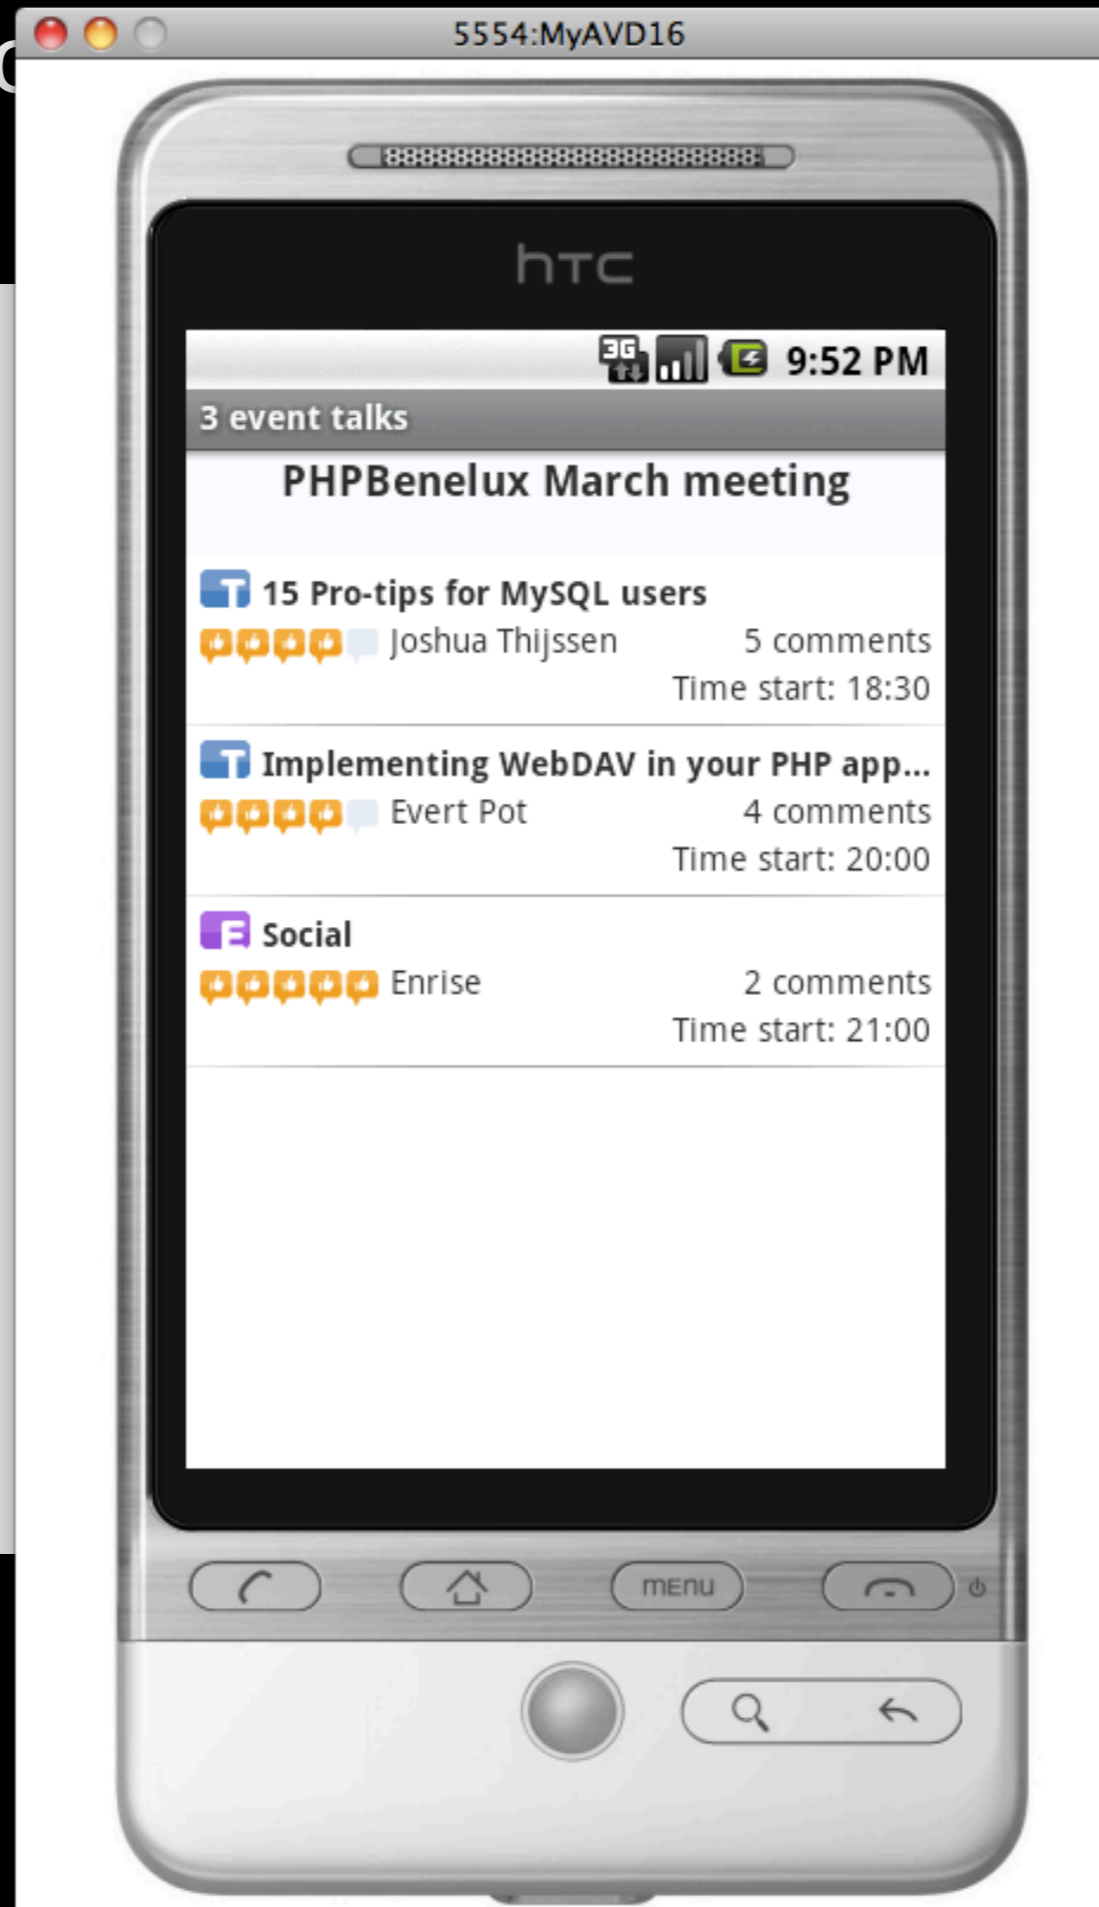 5554:MyAVD16
hTC
3G 9:52 PM
3 event talks
PHPBenelux March meeting
T 15 Pro-tips for MySQL users
Joshua Thijssen 5 comments
Time start: 18:30
T Implementing WebDAV in your PHP app...
Evert Pot 4 comments
Time start: 20:00
E Social
Enrise 2 comments
Time start: 21:00
MENU